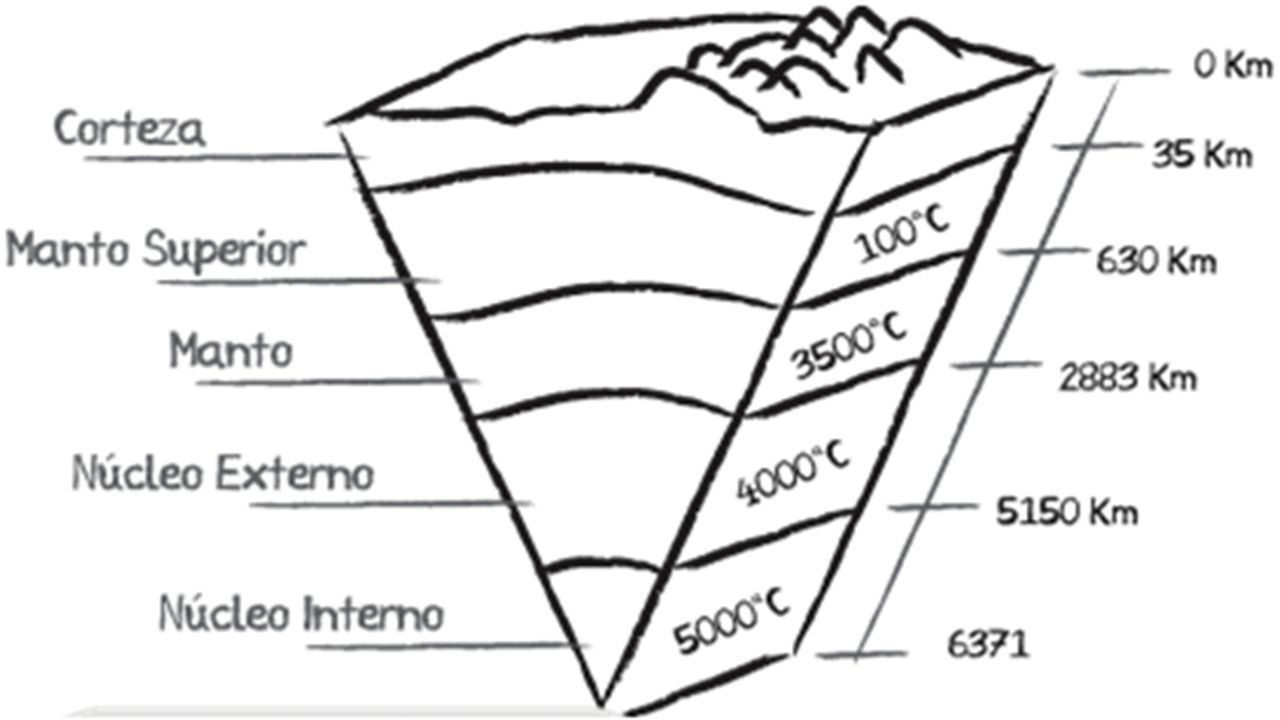 Corteza
Manto Superior
Manto
Núcleo Externo
Núcleo Interno
100°C
3500°C
4000°C
5000°C
0 Km
35 Km
630 Km
2883 Km
5150 Km
6371